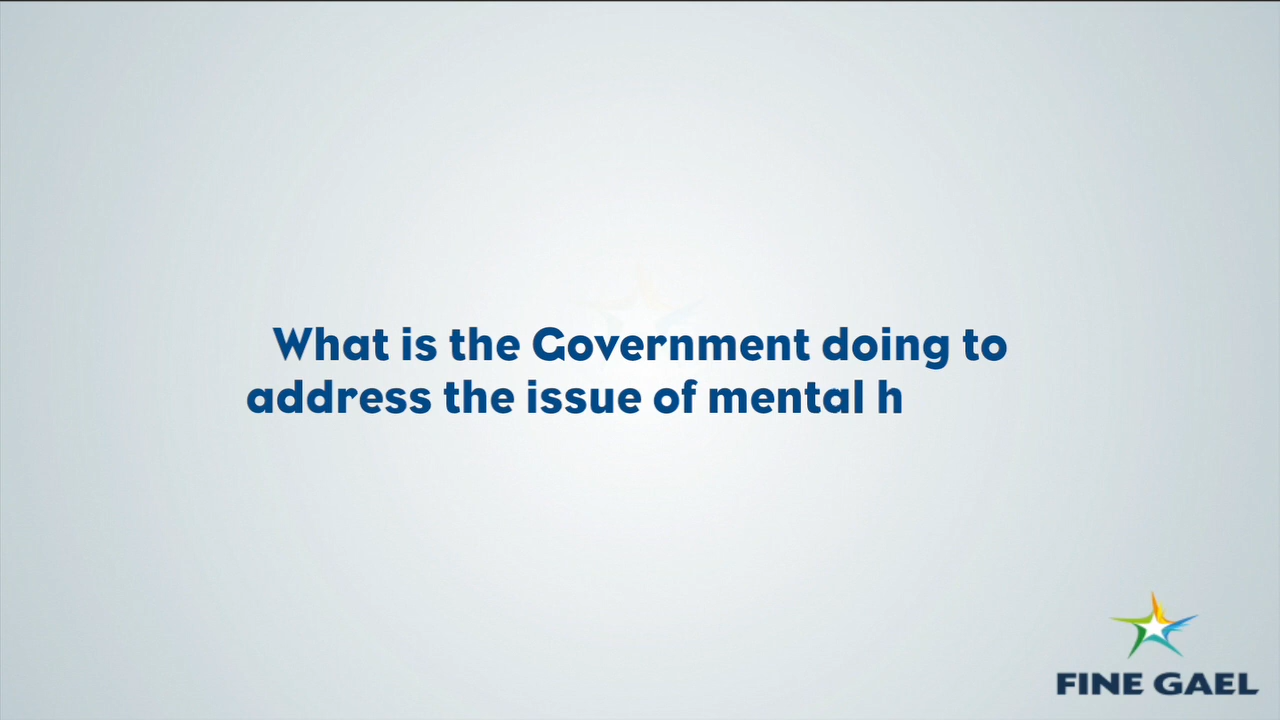 What is the Government doing to
address the issue of mental h
FINE GAEL